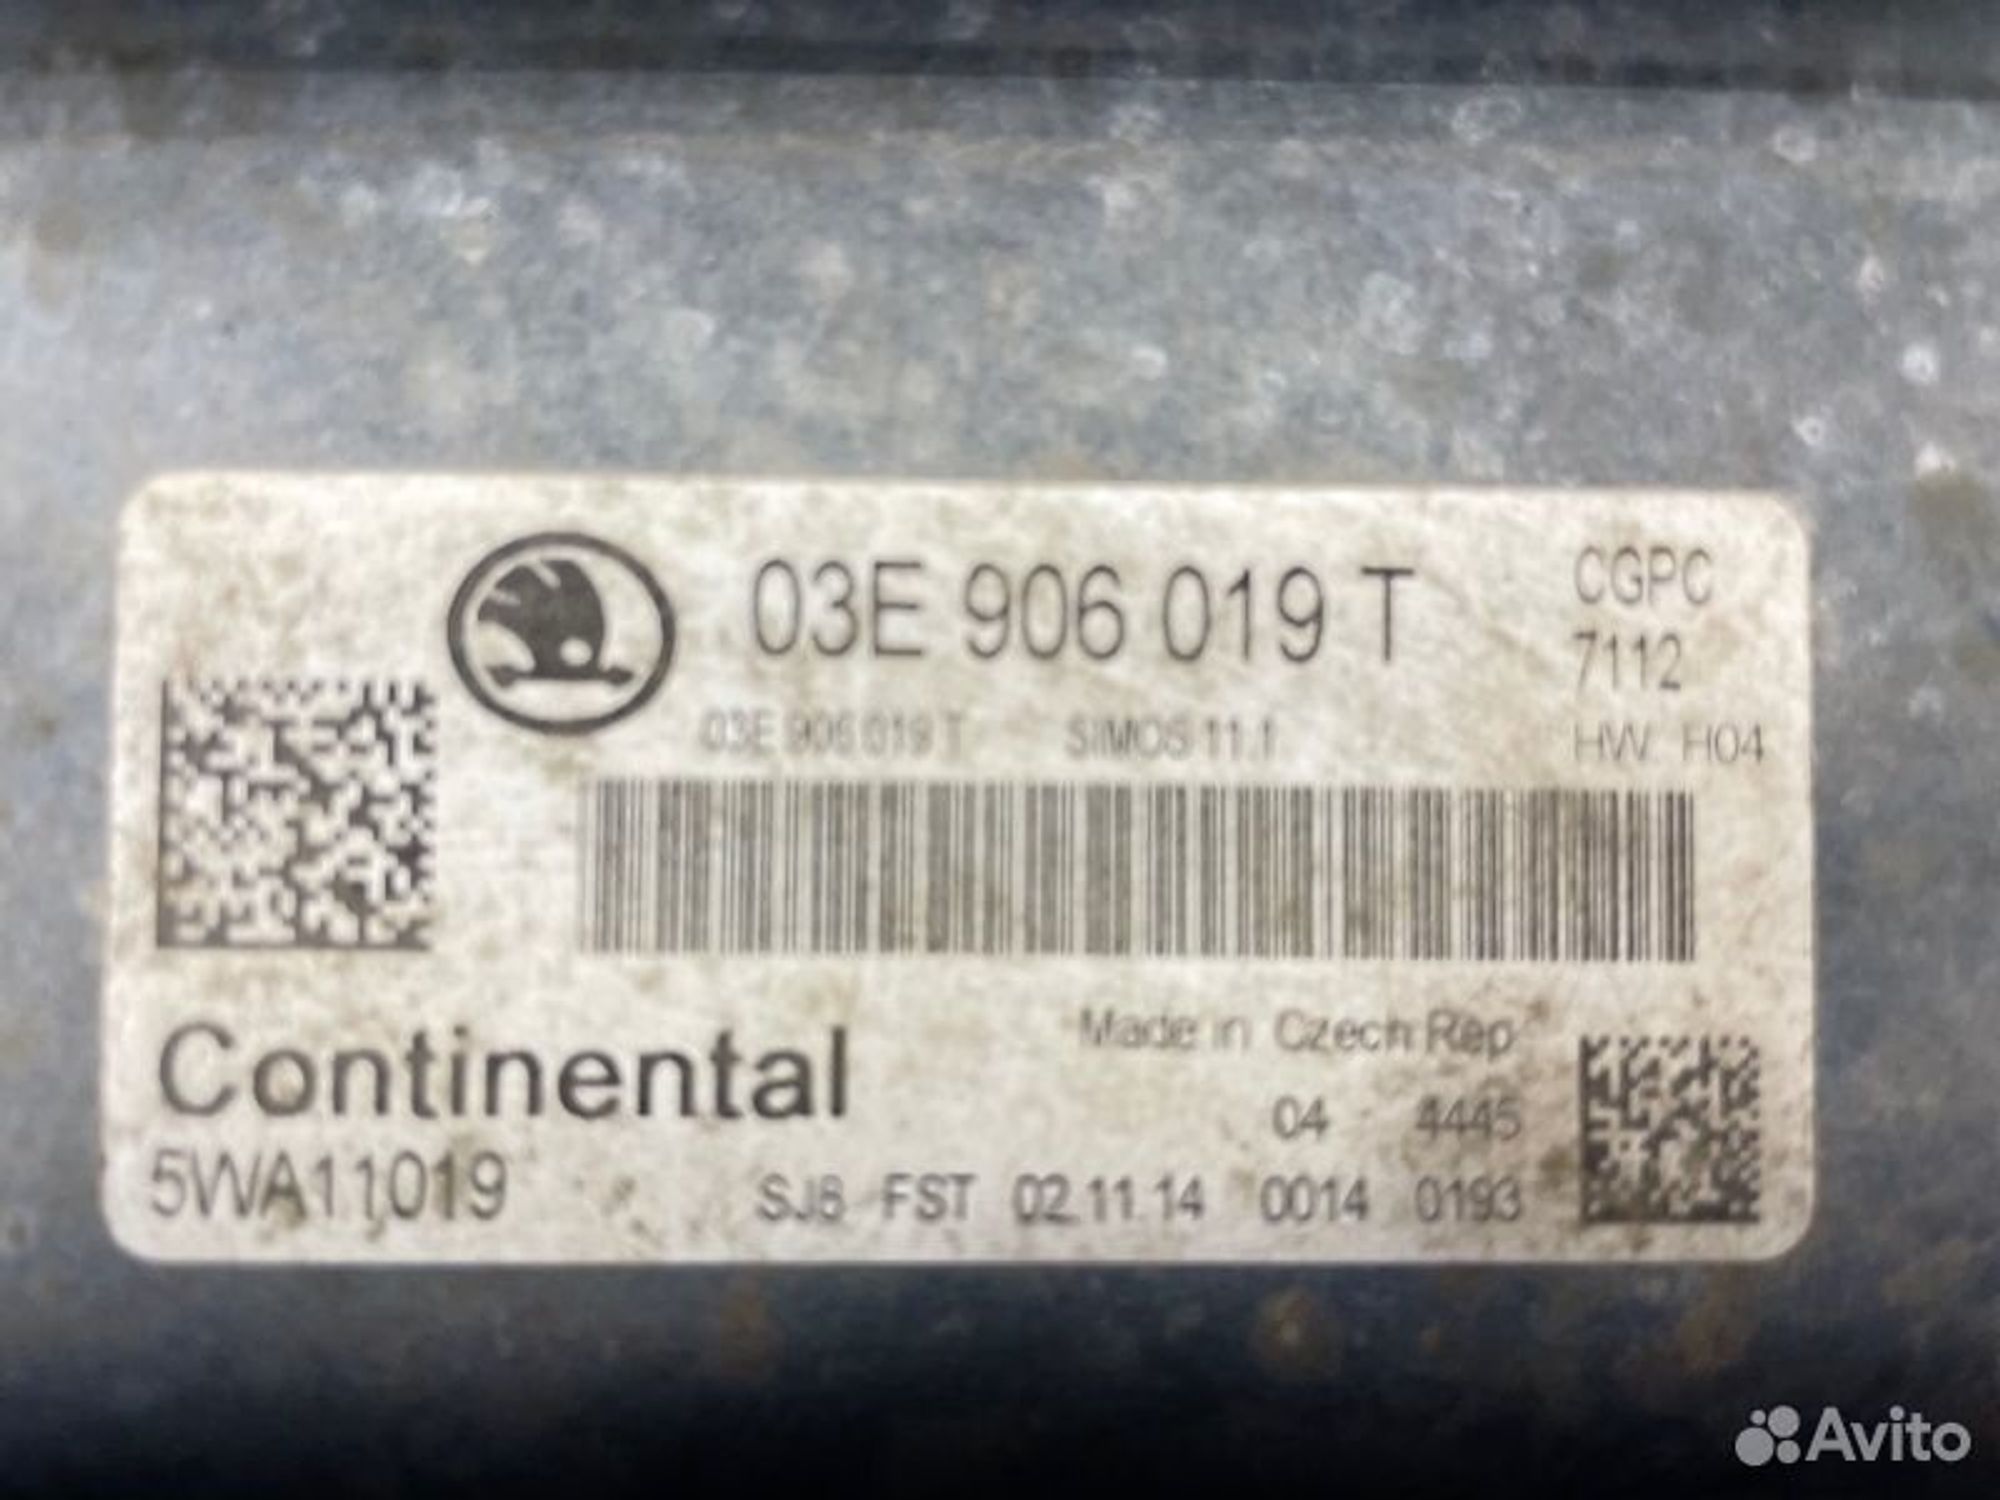 03E 906 019 T
CGPC
7112
03E 906 019 T SIMOS 11.1
HW H04
Continental
Made in Czech Rep
04 4445
5WA11019
SJ6 FST 02.11.14 0014 0193
Avito